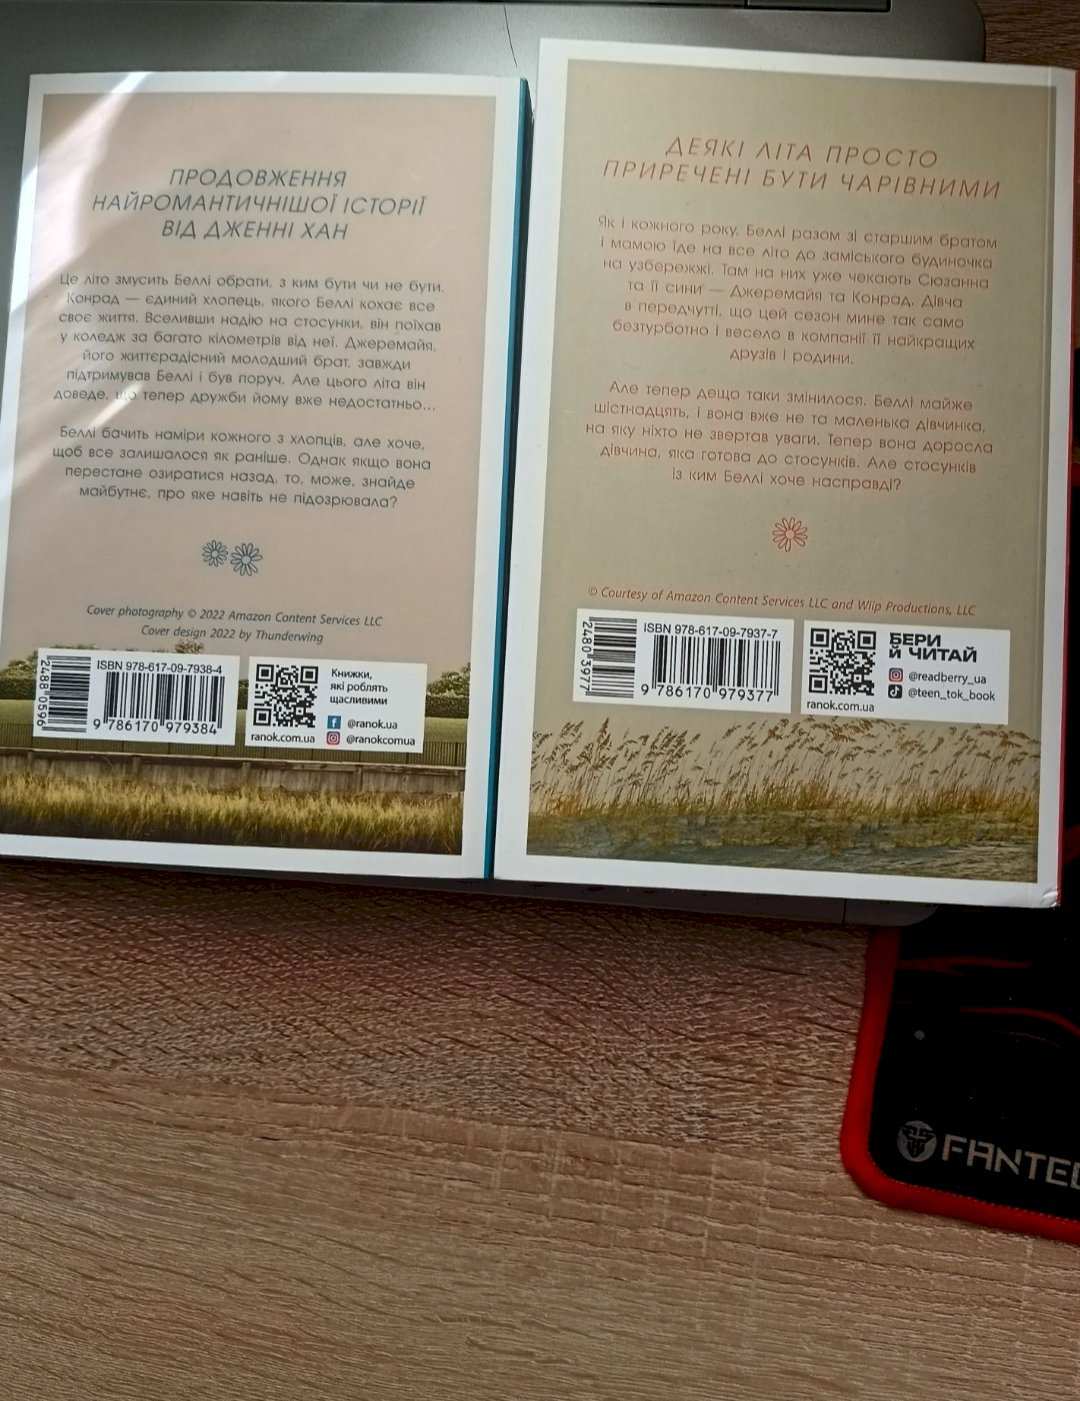 ПРОДОВЖЕННЯ
НАЙРОМАНТИЧНІШОЇ ІСТОРІЇ
ВІД ДЖЕННІ ХАН
Це літо змусить Беллі обрати, з ким бути чи не бути.
Конрад — єдиний хлопець, якого Беллі кохає все
своє життя. Вселивши надію на стосунки, він поїхав
у коледж за багато кілометрів від неї. Джеремайя,
його життєрадісний молодший брат, завжди
підтримував Беллі і був поруч. Але цього літа він
доведе, що тепер дружби йому вже недостатньо...
Беллі бачить наміри кожного з хлопців, але хоче,
щоб все залишалося як раніше. Однак якщо вона
перестане озиратися назад, то, може, знайде
майбутнє, про яке навіть не підозрювала?
Cover photography © 2022 Amazon Content Services LLC
Cover design 2022 by Thunderwing
2488 0596
ISBN 978-617-09-7938-4
9 786170 979384
Книжки,
які роблять
щасливими
@ranok.ua
ranok.com.ua
@ranokcomua
ДЕЯКІ ЛІТА ПРОСТО
ПРИРЕЧЕНІ БУТИ ЧАРІВНИМИ
Як і кожного року, Беллі разом зі старшим братом
і мамою їде на все літо до заміського будиночка
на узбережжі. Там на них уже чекають Сюзанна
та її сини — Джеремайя та Конрад. Дівча
в передчутті, що цей сезон мине так само
безтурботно і весело в компанії її найкращих
друзів і родини.
Але тепер дещо таки змінилося. Беллі майже
шістнадцять, і вона вже не та маленька дівчинка,
на яку ніхто не звертав уваги. Тепер вона доросла
дівчина, яка готова до стосунків. Але стосунків
із ким Беллі хоче насправді?
© Courtesy of Amazon Content Services LLC and Wiip Productions, LLC
2480 3977
ISBN 978-617-09-7937-7
9 786170 979377
БЕРИ
Й ЧИТАЙ
@readberry_ua
@teen_tok_book
ranok.com.ua
FANTEC